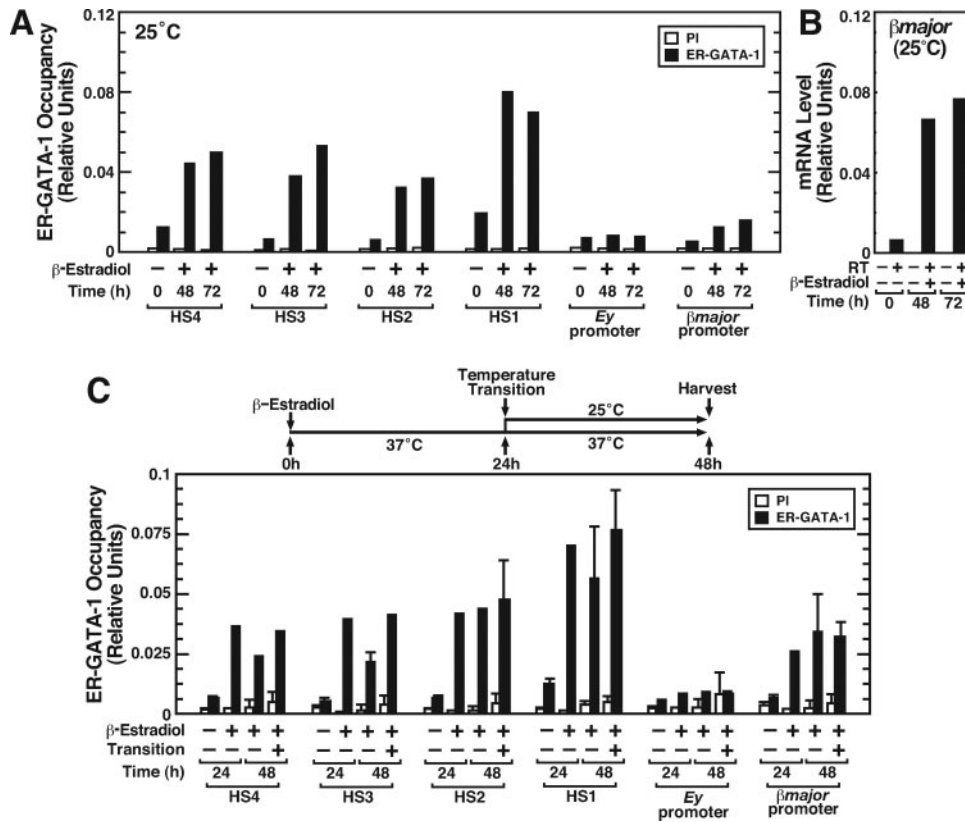 A
25°C
PI
ER-GATA-1
ER-GATA-1 Occupancy
(Relative Units)
0.12
0.08
0.04
0
β-Estradiol − + + − + + − + + − + + − + + − + +
Time (h) 0 48 72 0 48 72 0 48 72 0 48 72 0 48 72 0 48 72
HS4 HS3 HS2 HS1 Ey promoter βmajor promoter
B
βmajor
(25°C)
mRNA Level
(Relative Units)
0.12
0.08
0.04
0
RT − + − + − +
β-Estradiol − − − + − +
Time (h) 0 48 72
C
β-Estradiol
Temperature
Transition
Harvest
25°C
37°C
37°C
0h
24h
48h
PI
ER-GATA-1
ER-GATA-1 Occupancy
(Relative Units)
0.1
0.075
0.05
0.025
0
β-Estradiol − + + + − + + + − + + + − + + + − + + + − + + +
Transition − − − + − − − + − − − + − − − + − − − + − − − +
Time (h) 24 48 24 48 24 48 24 48 24 48 24 48
HS4 HS3 HS2 HS1 Ey promoter βmajor promoter